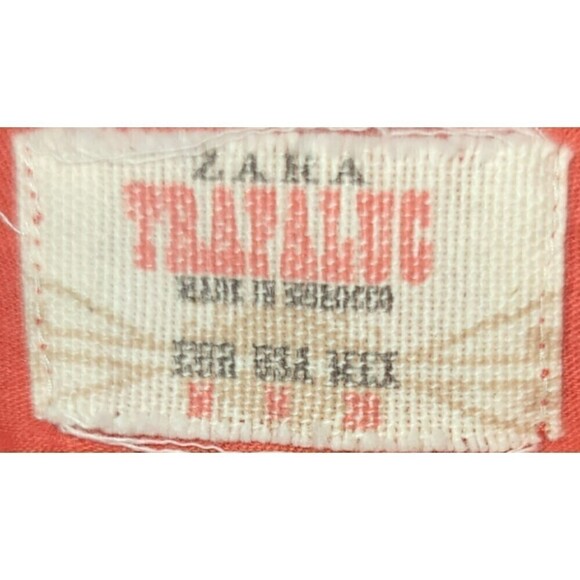 ZARA
TRAFALUC
MADE IN MOROCCO
EUR USA MEX
M M